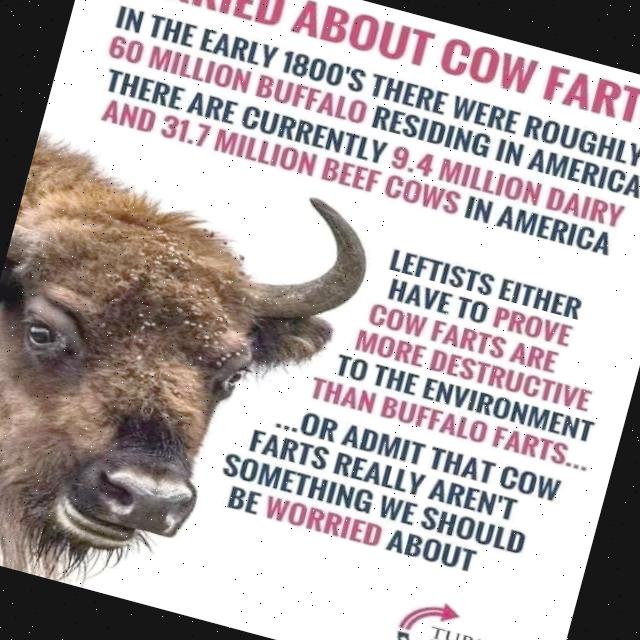 ABOUT COW
IN THE EARLY 1800'S THERE WERE ROUGHLY
60 MILLION BUFFALO RESIDING IN AMERICA
THERE ARE CURRENTLY 9.4 MILLION DAIRY
AND 31.7 MILLION BEEF COWS IN AMERICA
LEFTISTS EITHER
HAVE TO PROVE
COW FARTS ARE
MORE DESTRUCTIVE
TO THE ENVIRONMENT
THAN BUFFALO FARTS...
...OR ADMIT THAT COW
FARTS REALLY AREN'T
SOMETHING WE SHOULD
BE WORRIED ABOUT